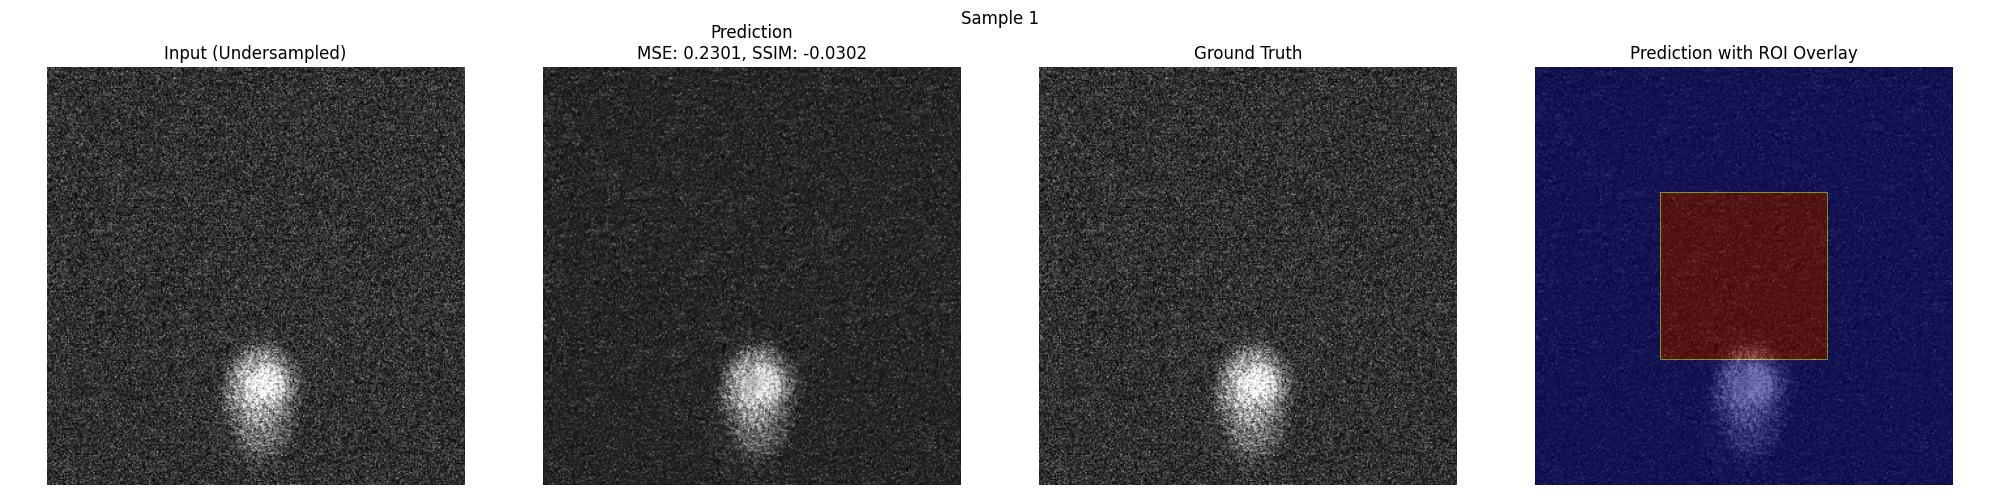 Sample 1
Input (Undersampled)
Prediction
MSE: 0.2301, SSIM: -0.0302
Ground Truth
Prediction with ROI Overlay